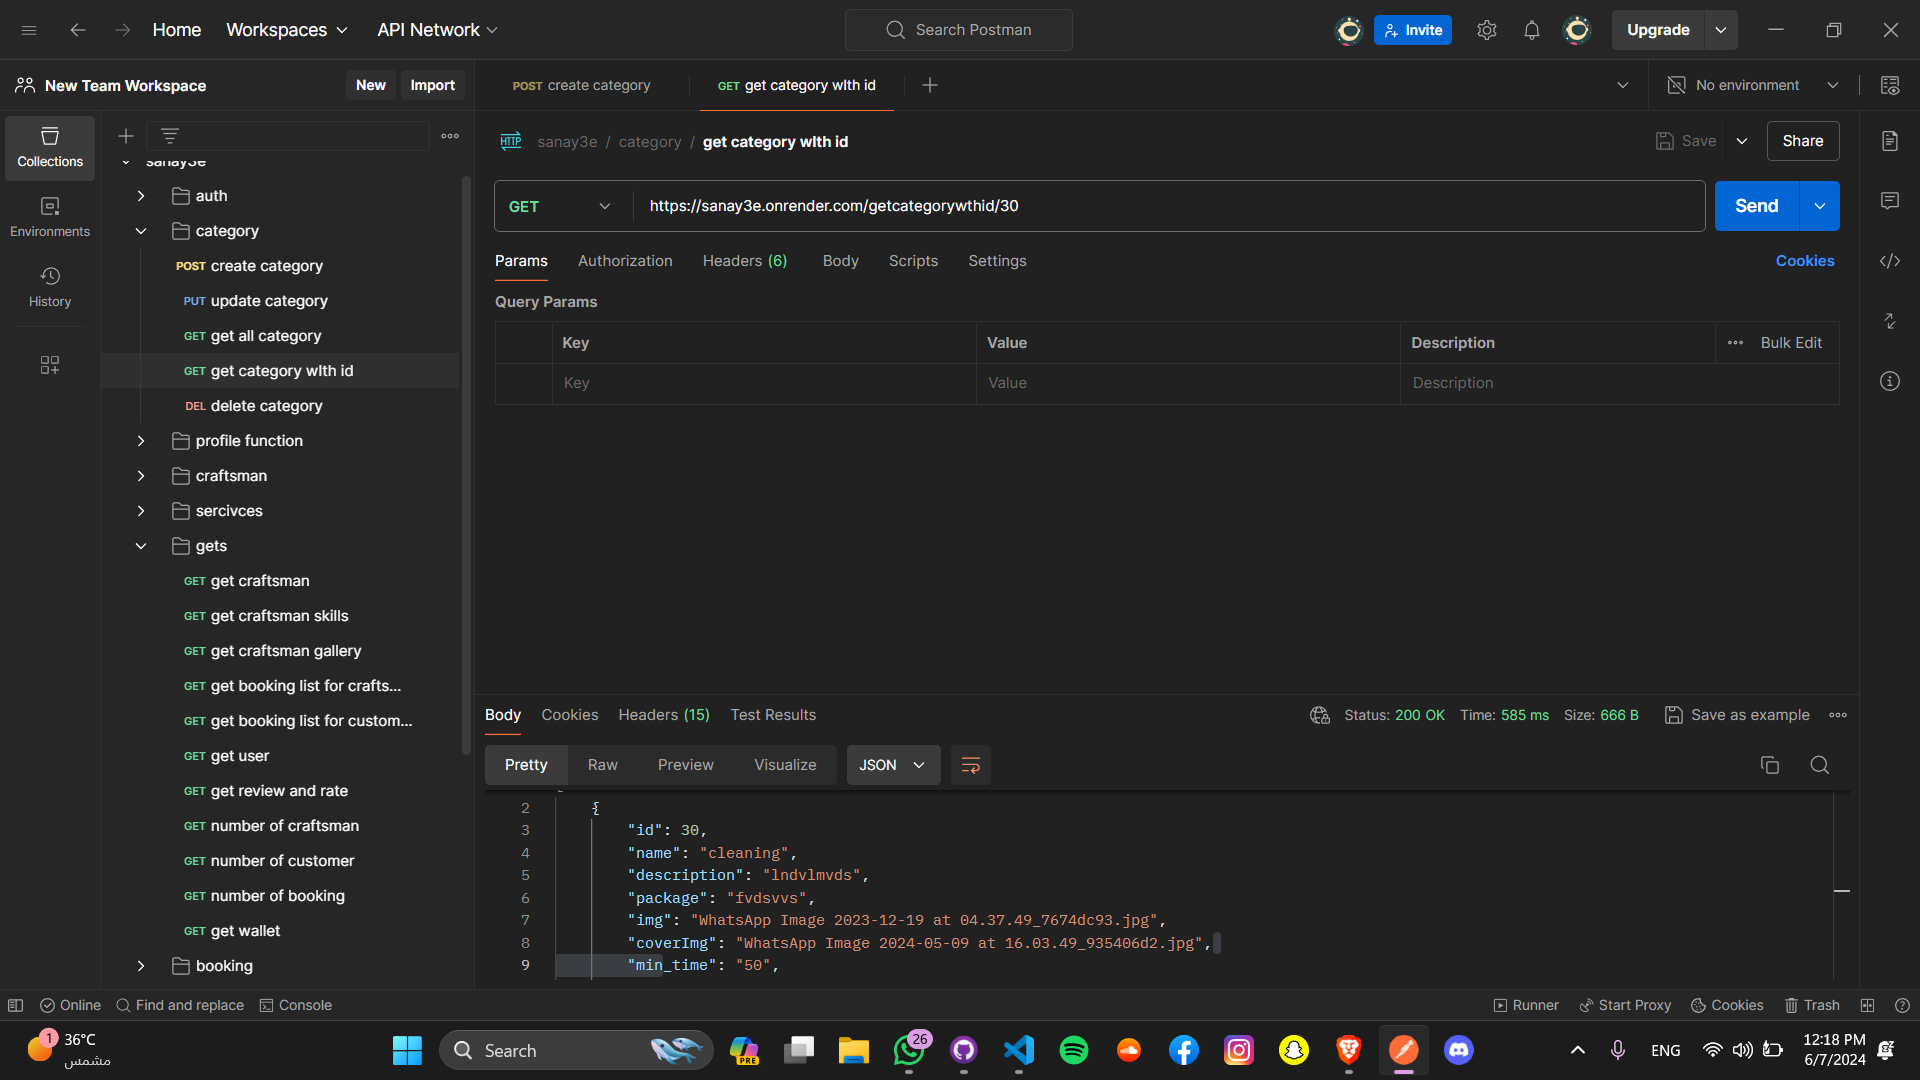 Home
Workspaces
API Network
Search Postman
Invite
Upgrade
New Team Workspace
New
Import
POST create category
GET get category wIth id
No environment
Collections
Environments
History
sanay3e
auth
category
POST create category
PUT update category
GET get all category
GET get category wIth id
DEL delete category
profile function
craftsman
sercivces
gets
GET get craftsman
GET get craftsman skills
GET get craftsman gallery
GET get booking list for crafts...
GET get booking list for custom...
GET get user
GET get review and rate
GET number of craftsman
GET number of customer
GET number of booking
GET get wallet
booking
HTTP sanay3e / category / get category wIth id
Save
Share
GET
https://sanay3e.onrender.com/getcategorywthid/30
Send
Params
Authorization
Headers (6)
Body
Scripts
Settings
Cookies
Query Params
Key
Value
Description
Bulk Edit
Key
Value
Description
Body
Cookies
Headers (15)
Test Results
Status: 200 OK
Time: 585 ms
Size: 666 B
Save as example
Pretty
Raw
Preview
Visualize
JSON
2 {
3 "id": 30,
4 "name": "cleaning",
5 "description": "lndvlmvds",
6 "package": "fvdsvvs",
7 "img": "WhatsApp Image 2023-12-19 at 04.37.49_7674dc93.jpg",
8 "coverImg": "WhatsApp Image 2024-05-09 at 16.03.49_935406d2.jpg",
9 "min_time": "50",
Online
Find and replace
Console
Runner
Start Proxy
Cookies
Trash
1
36°C
مشمس
Search
PRE
26
ENG
12:18 PM
6/7/2024